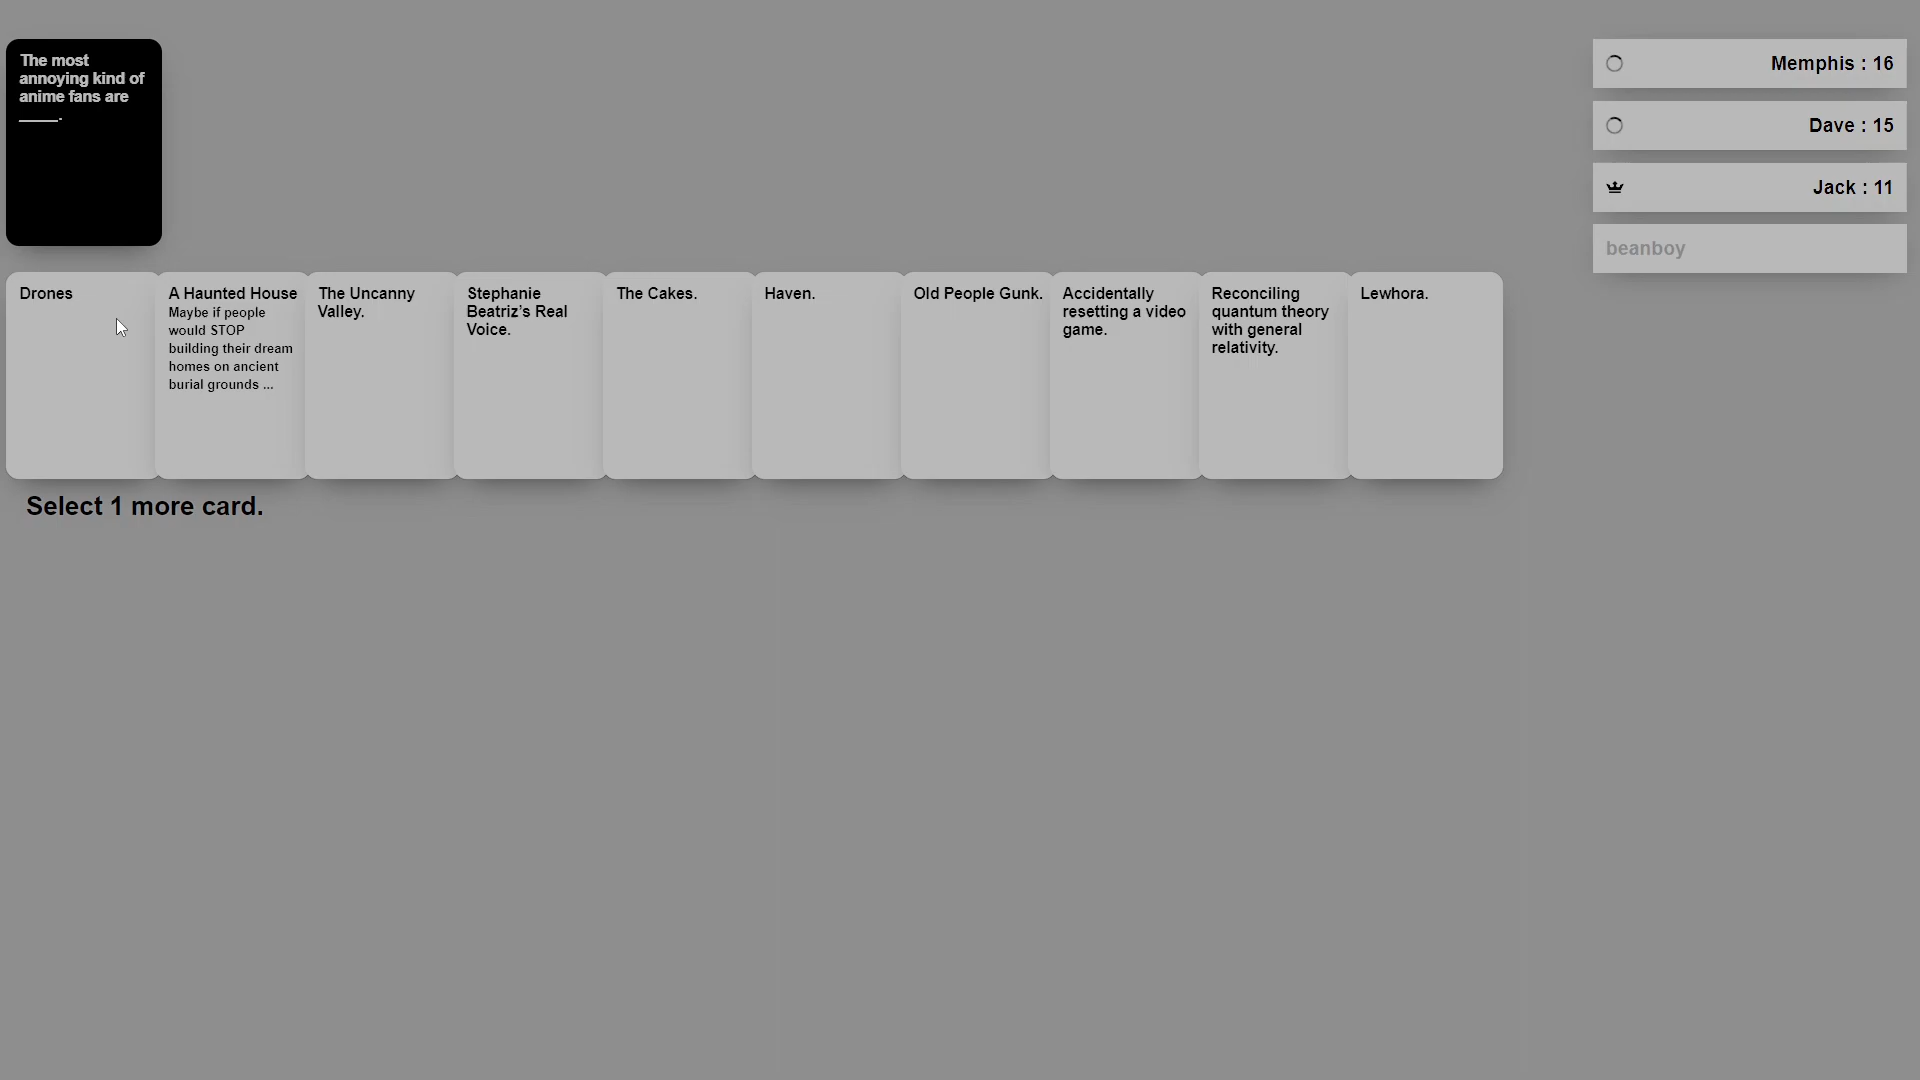 The most
annoying kind of
anime fans are
_____.
Memphis : 16
Dave : 15
Jack : 11
beanboy
Drones
A Haunted House
Maybe if people
would STOP
building their dream
homes on ancient
burial grounds ...
The Uncanny
Valley.
Stephanie
Beatriz’s Real
Voice.
The Cakes.
Haven.
Old People Gunk.
Accidentally
resetting a video
game.
Reconciling
quantum theory
with general
relativity.
Lewhora.
Select 1 more card.